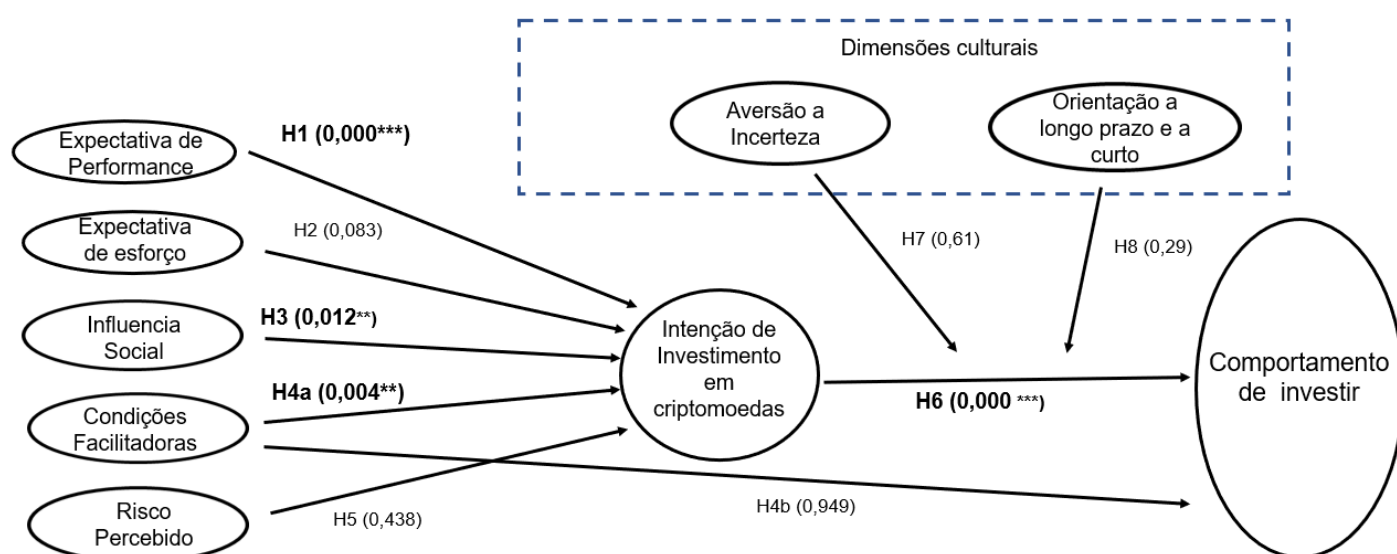 Dimensões culturais
Aversão a
Incerteza
Orientação a
longo prazo e a
curto
H1 (0,000***)
Expectativa de
Performance
H2 (0,083)
Expectativa
de esforço
H7 (0,61)
H8 (0,29)
H3 (0,012**)
Influencia
Social
Intenção de
Investimento
em
criptomoedas
Comportamento
de investir
H4a (0,004**)
H6 (0,000 ***)
Condições
Facilitadoras
H4b (0,949)
H5 (0,438)
Risco
Percebido